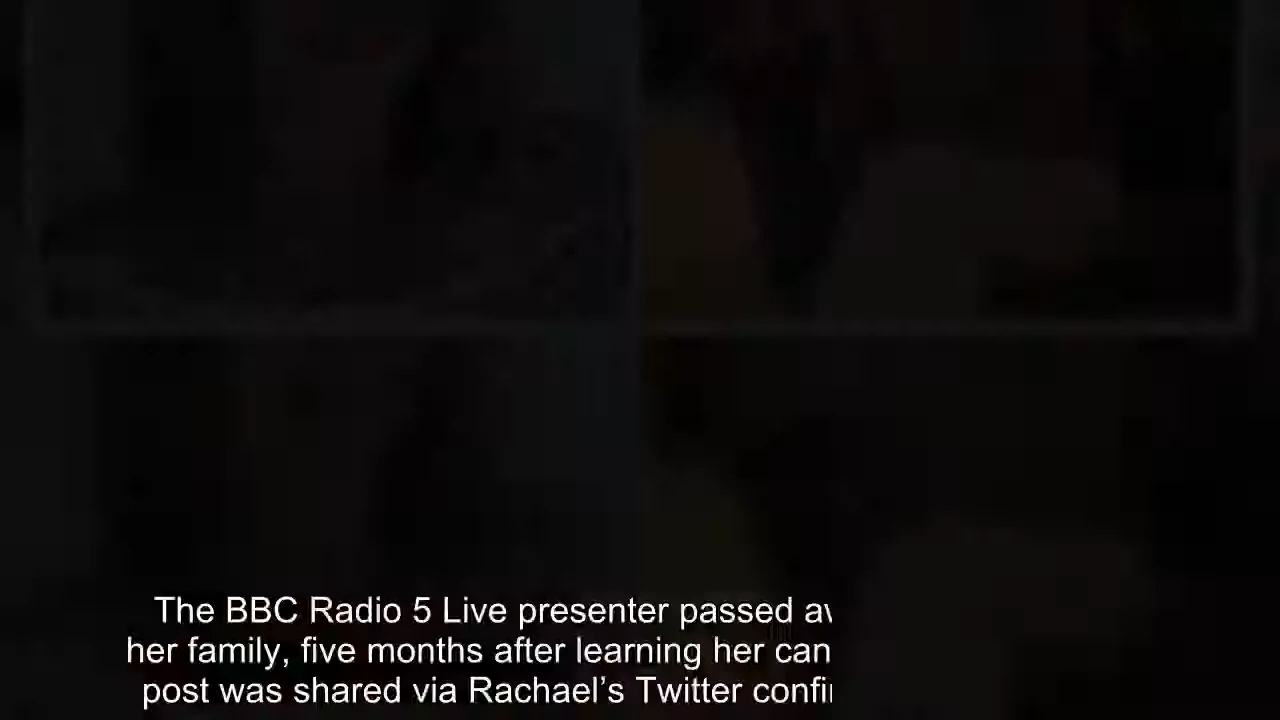 The BBC Radio 5 Live presenter passed
her family, five months after learning her
post was shared via Rachael’s Twitter